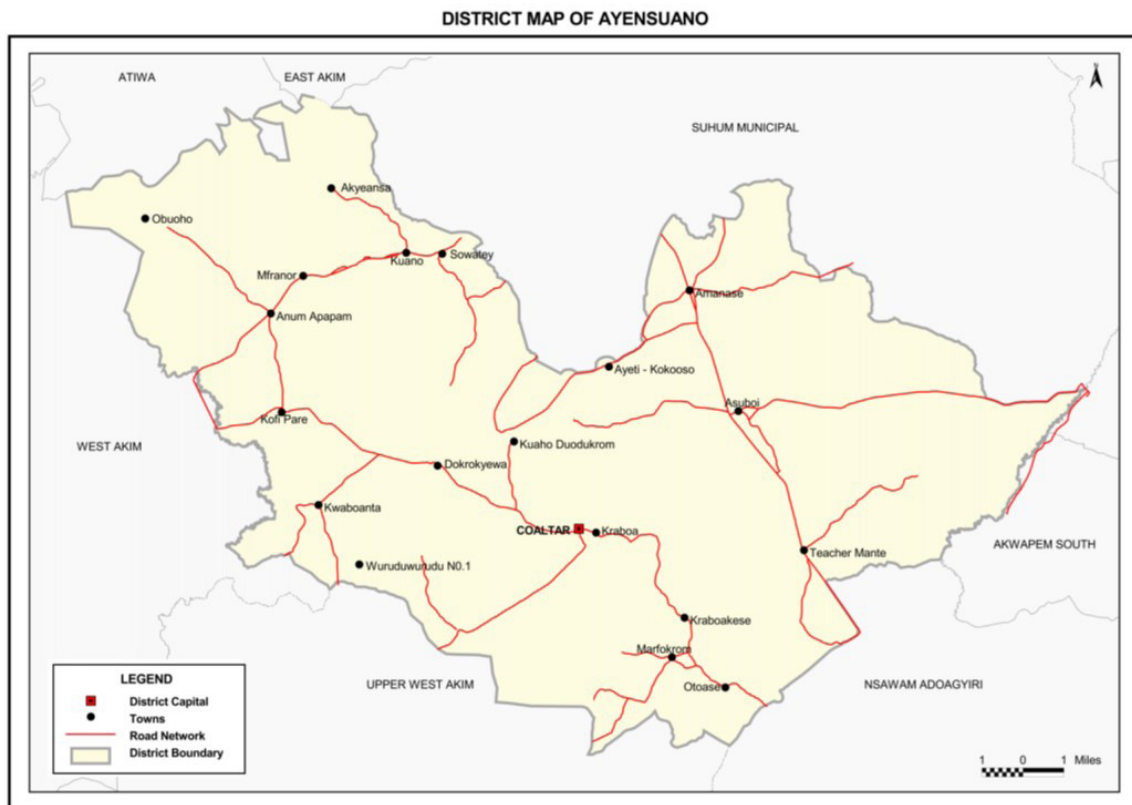 DISTRICT MAP OF AYENSUANO
ATIWA
EAST AKIM
N
SUHUM MUNICIPAL
Akyeansa
Obuoho
Kuano
Sowatey
Mfranor
Amanase
Anum Apapam
Ayeti - Kokooso
Asuboi
Kofi Pare
Kuaho Duodukrom
WEST AKIM
Dokrokyewa
Kwaboanta
COALTAR
Kraboa
AKWAPEM SOUTH
Teacher Mante
Wuruduwurudu N0.1
Kraboakese
Marfokrom
Otoase
UPPER WEST AKIM
NSAWAM ADOAGYIRI
LEGEND
District Capital
Towns
Road Network
District Boundary
1 0 1 Miles